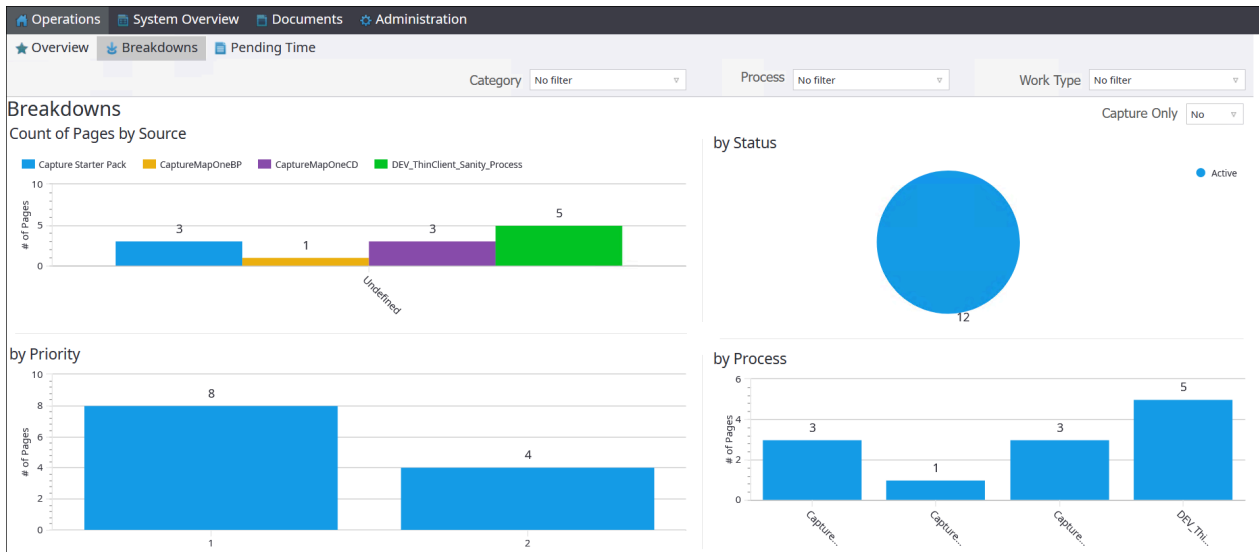 Operations System Overview Documents Administration
Overview Breakdowns Pending Time
Category No filter Process No filter Work Type No filter
Breakdowns
Capture Only No
Count of Pages by Source
Capture Starter Pack CaptureMapOneBP CaptureMapOneCD DEV_ThinClient_Sanity_Process
# of Pages
10
5
0
3
1
3
5
Undefined
by Status
Active
12
by Priority
# of Pages
10
8
6
4
2
0
8
4
1
2
by Process
# of Pages
6
4
2
0
3
1
3
5
Capture...
Capture...
Capture...
DEV_Thi...